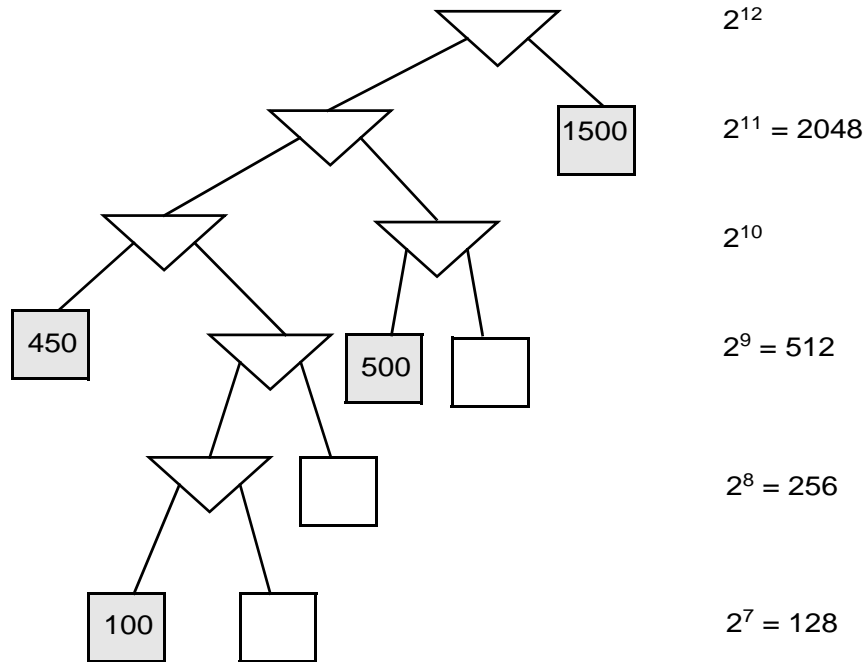 2¹²
1500
2¹¹ = 2048
2¹⁰
450
500
2⁹ = 512
2⁸ = 256
100
2⁷ = 128